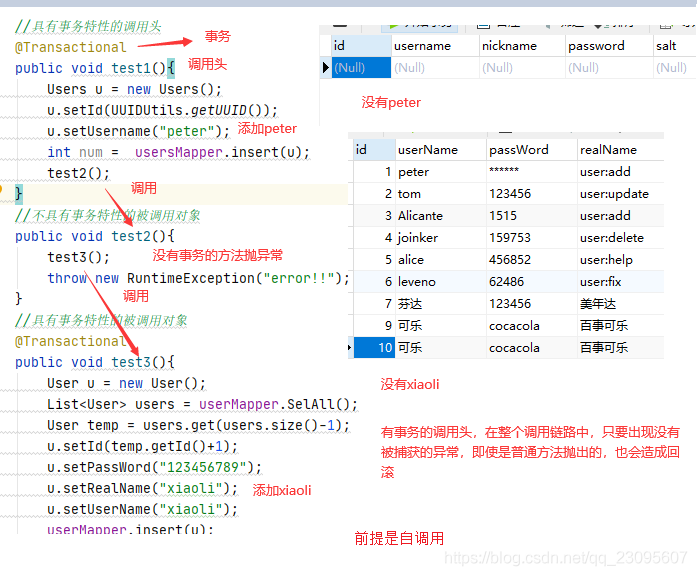 //具有事务特性的调用头
@Transactional
事务
public void test1(){
调用头
Users u = new Users();
u.setId(UUIDUtils.getUUID());
u.setUsername("peter");
添加peter
int num = usersMapper.insert(u);
test2();
}
调用
//不具有事务特性的被调用对象
public void test2(){
test3();
没有事务的方法抛异常
throw new RuntimeException("error!!");
}
调用
//具有事务特性的被调用对象
@Transactional
public void test3(){
User u = new User();
List<User> users = userMapper.SelAll();
User temp = users.get(users.size()-1);
u.setId(temp.getId()+1);
u.setPassWord("123456789");
u.setRealName("xiaoli");
添加xiaoli
u.setUserName("xiaoli");
userMapper.insert(u);
id username nickname password salt
(Null) (Null) (Null) (Null) (Null)
没有peter
id userName passWord realName
1 peter ****** user:add
2 tom 123456 user:update
3 Alicante 1515 user:add
4 joinker 159753 user:delete
5 alice 456852 user:help
6 leveno 62486 user:fix
7 芬达 123456 美年达
9 可乐 cocacola 百事可乐
10 可乐 cocacola 百事可乐
没有xiaoli
有事务的调用头，在整个调用链路中，只要出现没有
被捕获的异常，即使是普通方法抛出的，也会造成回
滚
前提是自调用
https://blog.csdn.net/qq_23095607